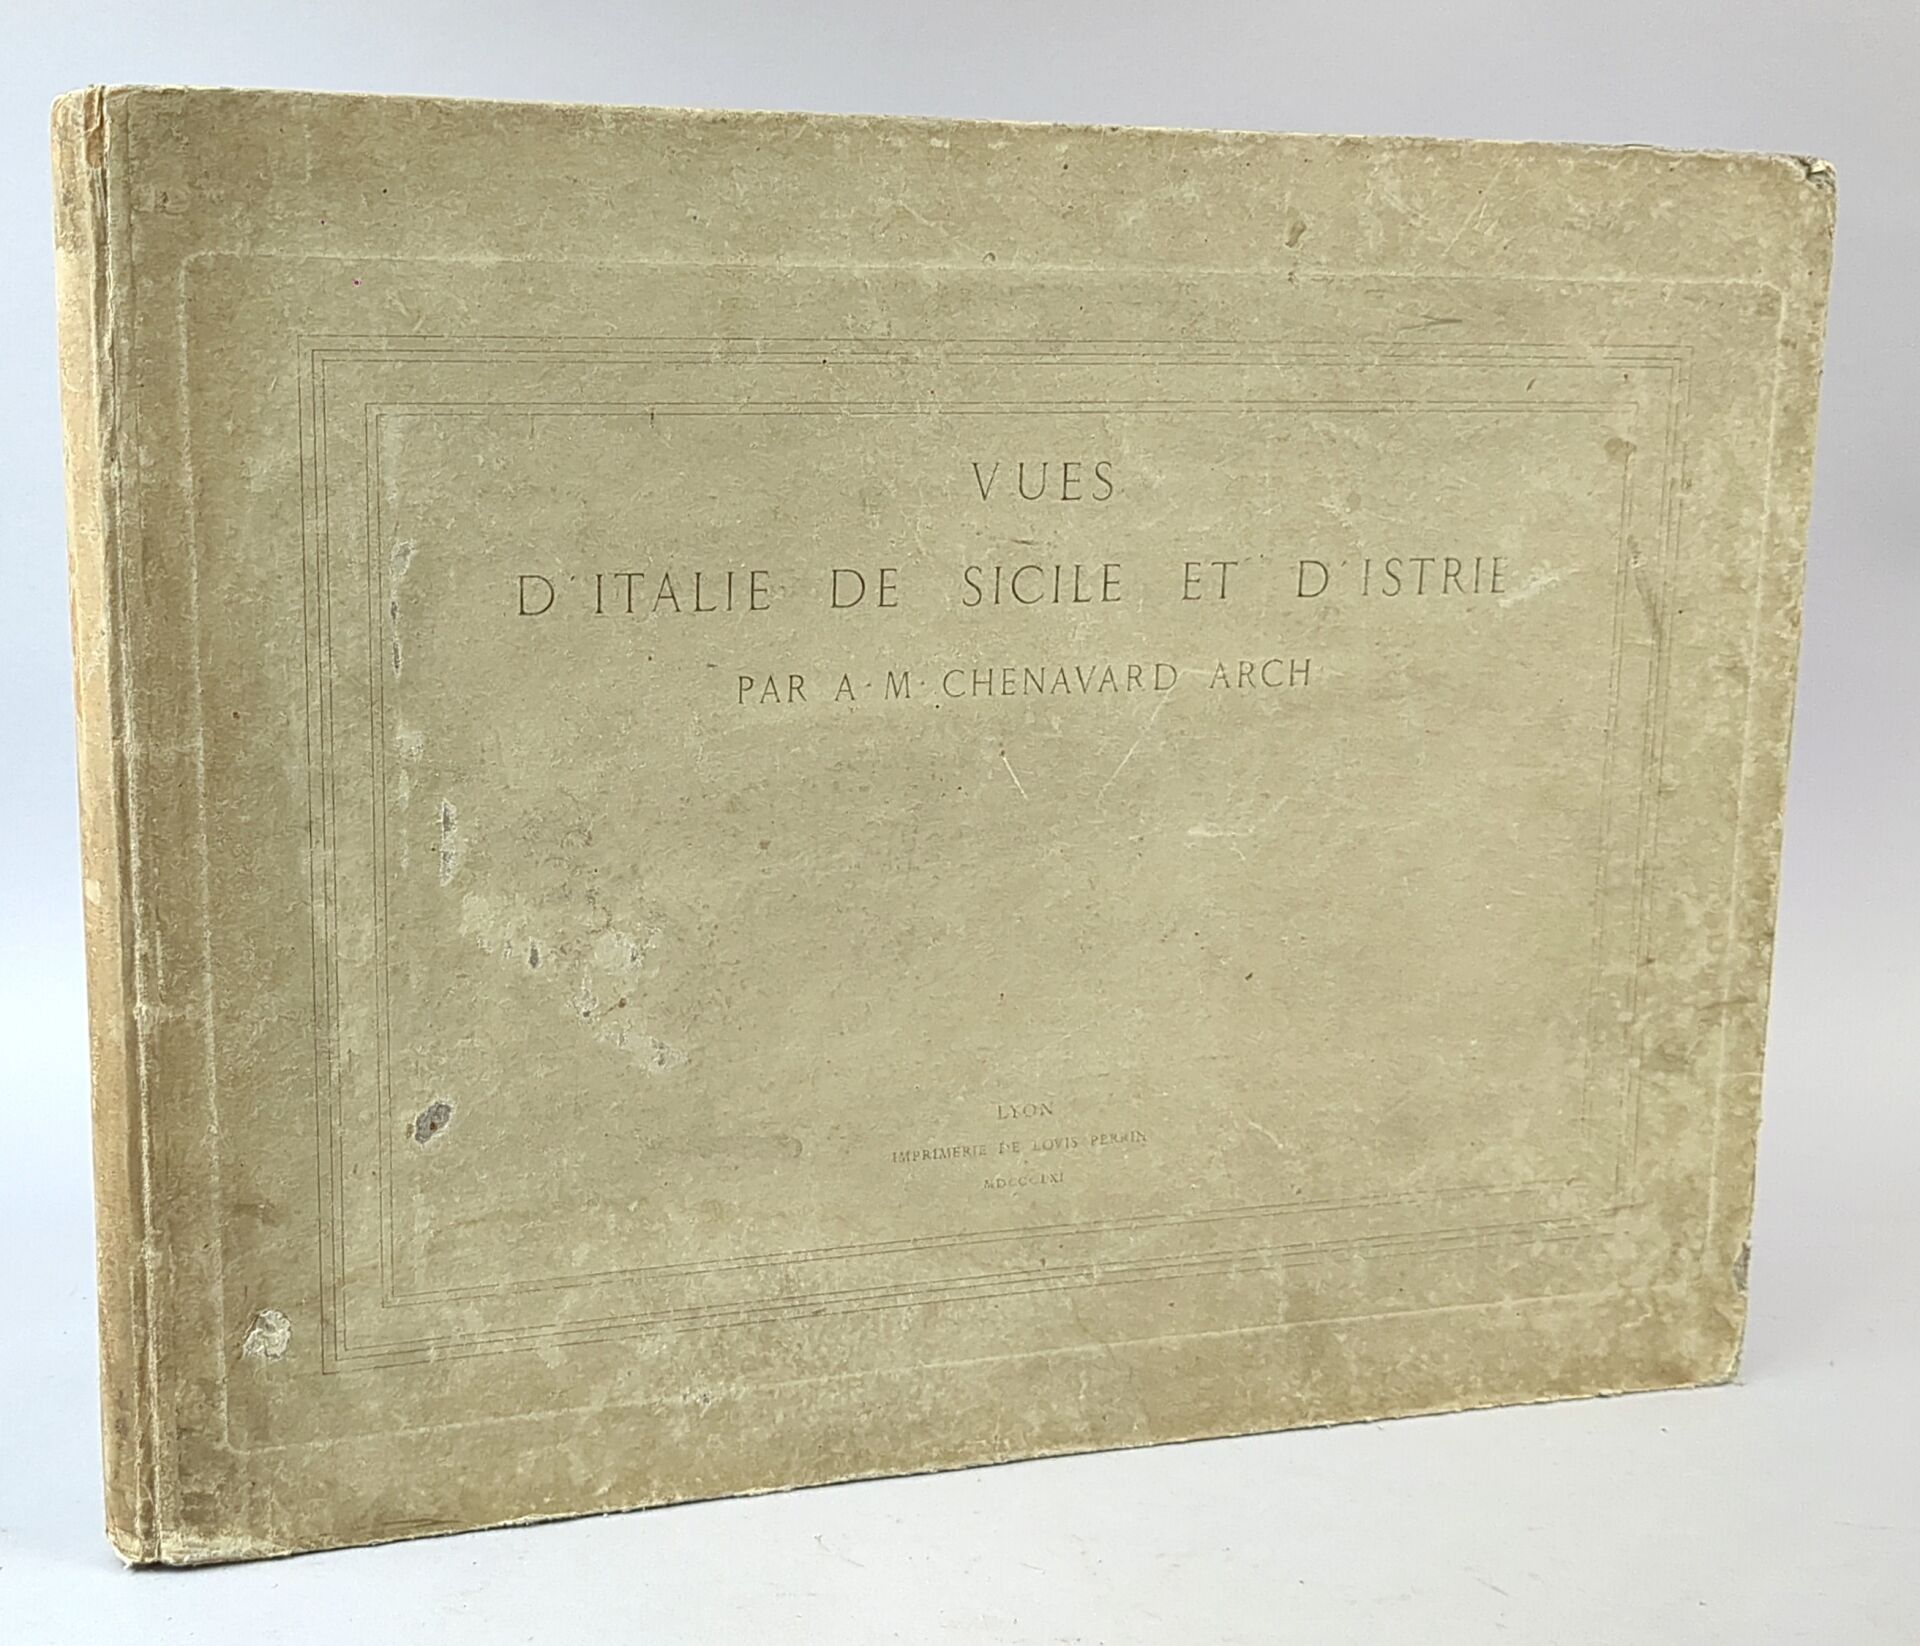 VUES
D'ITALIE DE SICILE ET D'ISTRIE
PAR A·M·CHENAVARD ARCH
LYON
IMPRIMERIE DE LOVIS PERRIN
MDCCCLXI